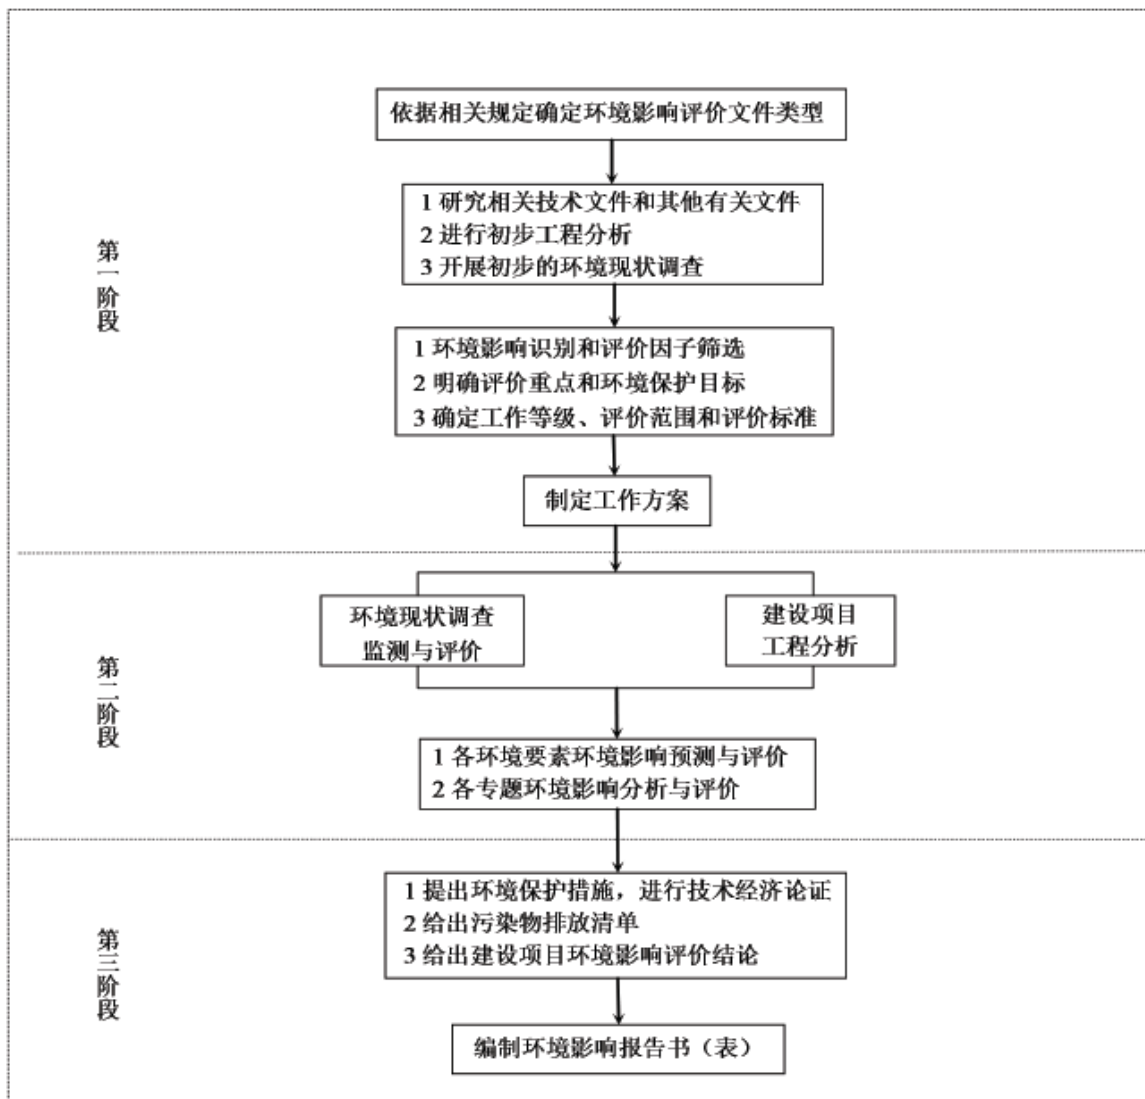 第一阶段
依据相关规定确定环境影响评价文件类型
1 研究相关技术文件和其他有关文件
2 进行初步工程分析
3 开展初步的环境现状调查
1 环境影响识别和评价因子筛选
2 明确评价重点和环境保护目标
3 确定工作等级、评价范围和评价标准
制定工作方案
第二阶段
环境现状调查
监测与评价
建设项目
工程分析
1 各环境要素环境影响预测与评价
2 各专题环境影响分析与评价
第三阶段
1 提出环境保护措施，进行技术经济论证
2 给出污染物排放清单
3 给出建设项目环境影响评价结论
编制环境影响报告书（表）